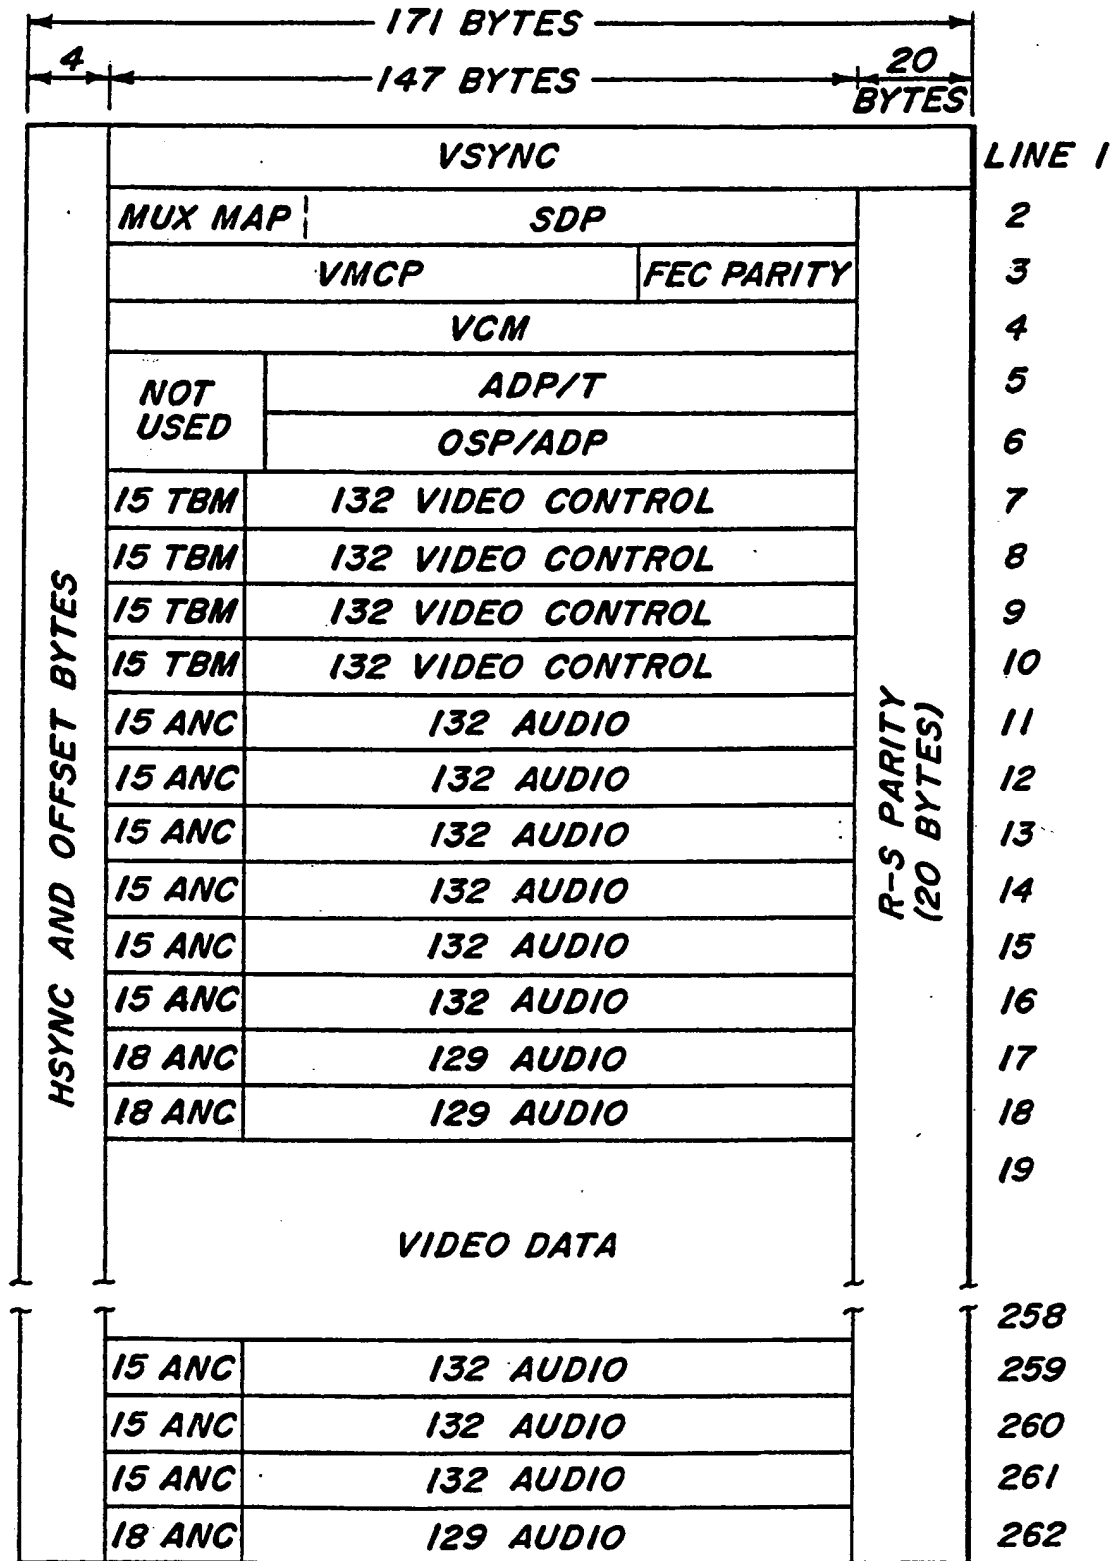 171 BYTES
4
147 BYTES
20
BYTES
VSYNC LINE 1
MUX MAP SDP 2
VMCP FEC PARITY 3
VCM 4
NOT
USED
ADP/T 5
OSP/ADP 6
15 TBM 132 VIDEO CONTROL 7
15 TBM 132 VIDEO CONTROL 8
15 TBM 132 VIDEO CONTROL 9
15 TBM 132 VIDEO CONTROL 10
15 ANC 132 AUDIO 11
15 ANC 132 AUDIO 12
15 ANC 132 AUDIO 13
15 ANC 132 AUDIO 14
15 ANC 132 AUDIO 15
15 ANC 132 AUDIO 16
18 ANC 129 AUDIO 17
18 ANC 129 AUDIO 18
19
VIDEO DATA
258
15 ANC 132 AUDIO 259
15 ANC 132 AUDIO 260
15 ANC 132 AUDIO 261
18 ANC 129 AUDIO 262
HSYNC AND OFFSET BYTES
R-S PARITY
(20 BYTES)